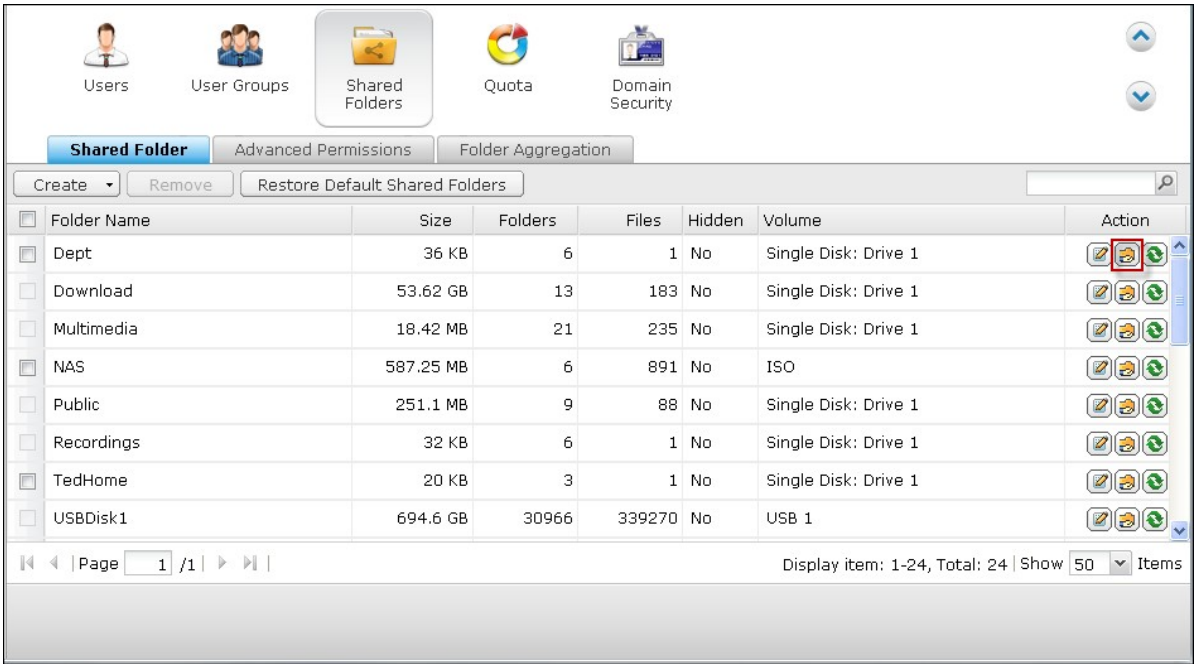 Users User Groups Shared Quota Domain
Folders Security
Shared Folder Advanced Permissions Folder Aggregation
Create Remove Restore Default Shared Folders
Folder Name Size Folders Files Hidden Volume Action
Dept 36 KB 6 1 No Single Disk: Drive 1
Download 53.62 GB 13 183 No Single Disk: Drive 1
Multimedia 18.42 MB 21 235 No Single Disk: Drive 1
NAS 587.25 MB 6 891 No ISO
Public 251.1 MB 9 88 No Single Disk: Drive 1
Recordings 32 KB 6 1 No Single Disk: Drive 1
TedHome 20 KB 3 1 No Single Disk: Drive 1
USBDisk1 694.6 GB 30966 339270 No USB 1
Page 1 /1 Display item: 1-24, Total: 24 Show 50 Items